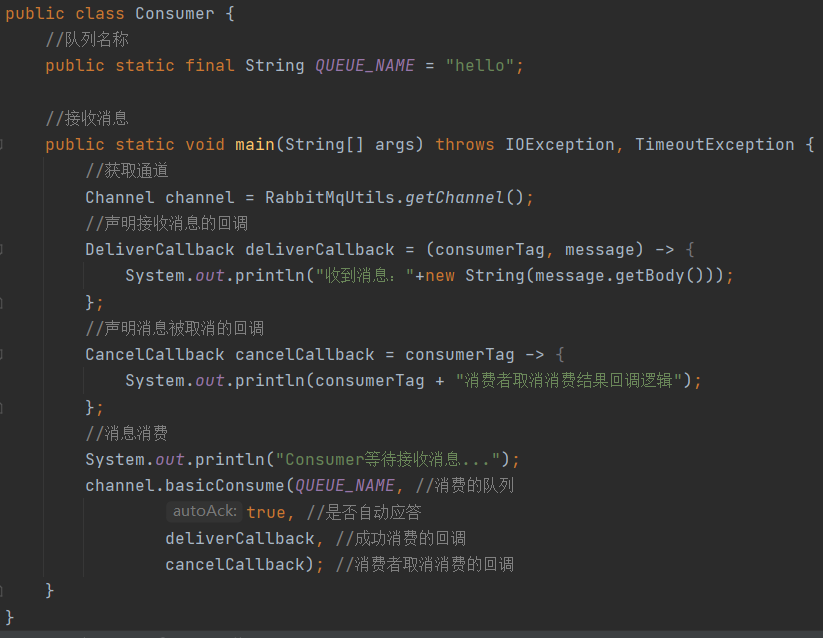 public class Consumer {
//队列名称
public static final String QUEUE_NAME = "hello";
//接收消息
public static void main(String[] args) throws IOException, TimeoutException {
//获取通道
Channel channel = RabbitMqUtils.getChannel();
//声明接收消息的回调
DeliverCallback deliverCallback = (consumerTag, message) -> {
System.out.println("收到消息："+new String(message.getBody()));
};
//声明消息被取消的回调
CancelCallback cancelCallback = consumerTag -> {
System.out.println(consumerTag + "消费者取消消费结果回调逻辑");
};
//消息消费
System.out.println("Consumer等待接收消息...");
channel.basicConsume(QUEUE_NAME, //消费的队列
autoAck: true, //是否自动应答
deliverCallback, //成功消费的回调
cancelCallback); //消费者取消消费的回调
}
}